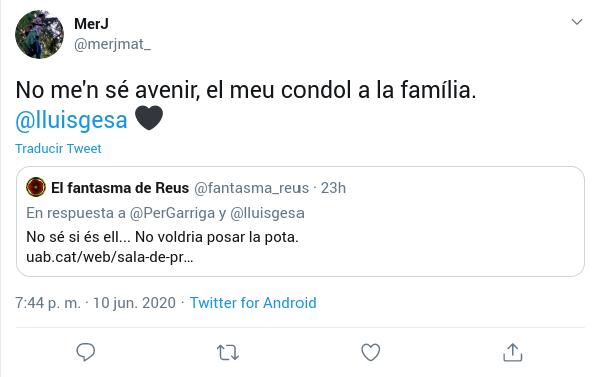 MerJ
@merjmat_
No me'n sé avenir, el meu condol a la família.
@lluisgesa 🖤
Traducir Tweet
El fantasma de Reus @fantasma_reus · 23h
En respuesta a @PerGarriga y @lluisgesa
No sé si és ell... No voldria posar la pota.
uab.cat/web/sala-de-pr…
7:44 p. m. · 10 jun. 2020 · Twitter for Android